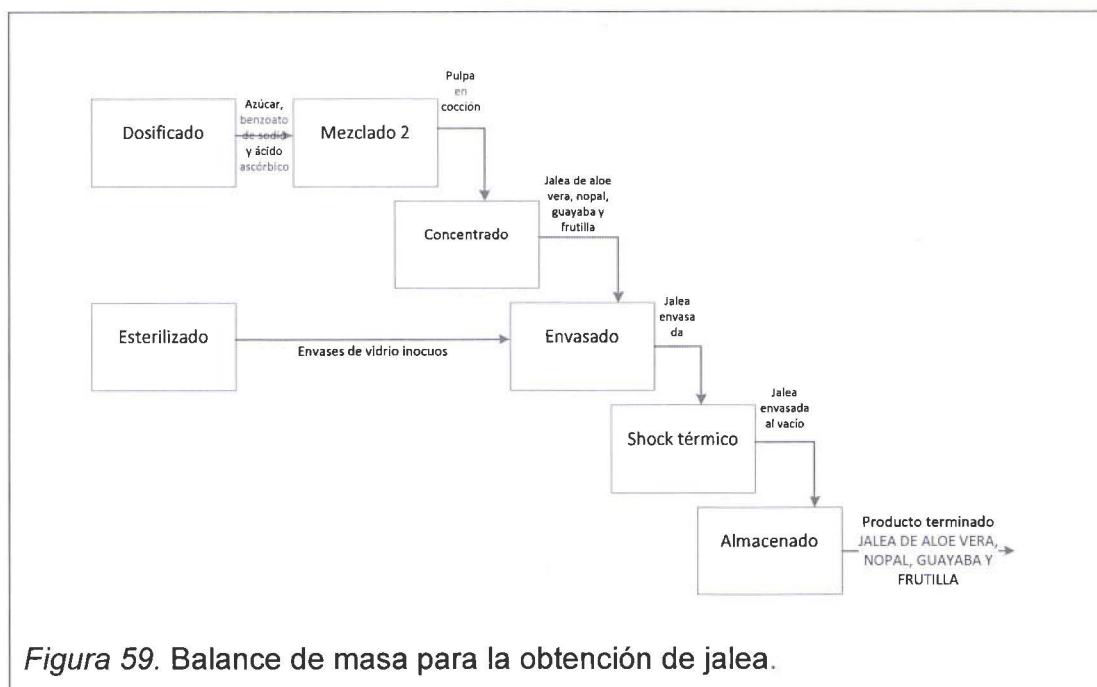 Pulpa
en
cocción
Dosificado
Azúcar,
benzoato
de sodio
y ácido
ascórbico
Mezclado 2
Concentrado
Jalea de aloe
vera, nopal,
guayaba y
frutilla
Esterilizado
Envases de vidrio inocuos
Envasado
Jalea
envasa
da
Shock térmico
Jalea
envasada
al vacío
Almacenado
Producto terminado
JALEA DE ALOE VERA,
NOPAL, GUAYABA Y
FRUTILLA
Figura 59. Balance de masa para la obtención de jalea.